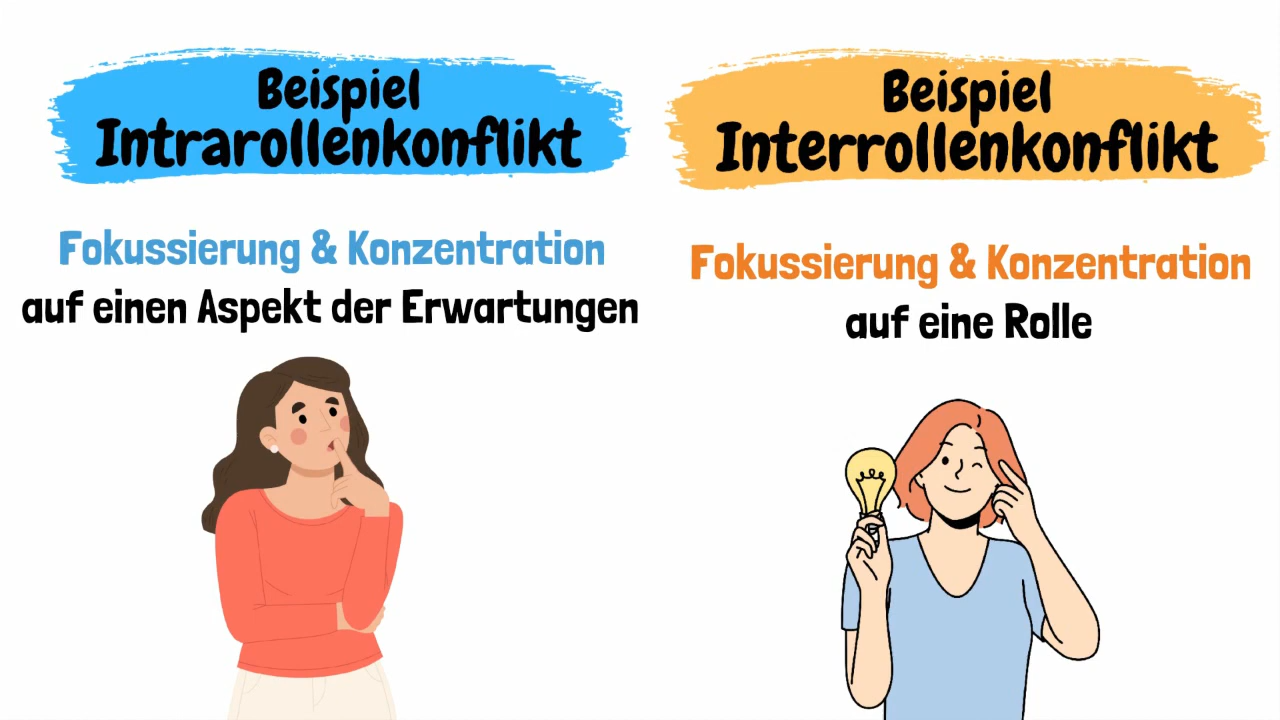 Beispiel
Intrarollenkonflikt
Fokussierung & Konzentration
auf einen Aspekt der Erwartungen
Beispiel
Interrollenkonflikt
Fokussierung & Konzentration
auf eine Rolle